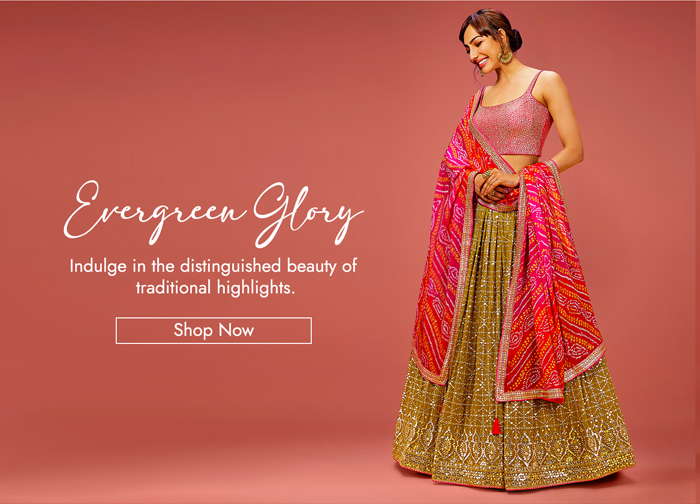 Evergreen Glory
Indulge in the distinguished beauty of
traditional highlights.
Shop Now